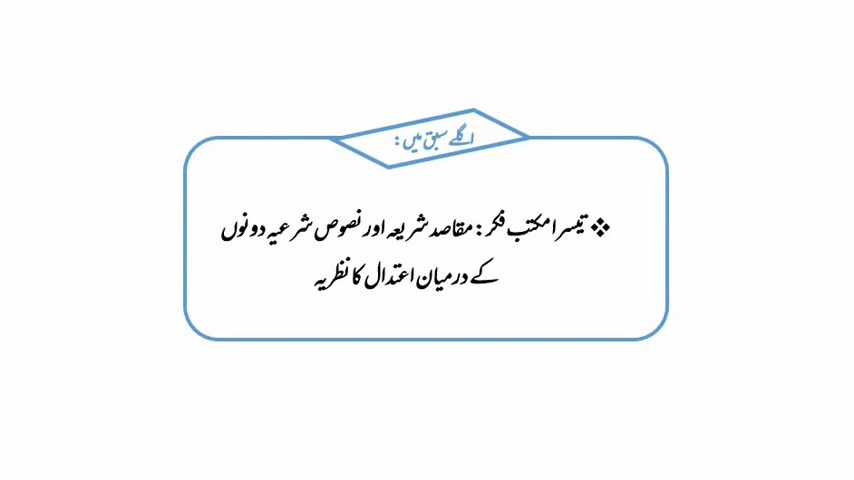 اگلے سبق میں:
❖ تیسرا مکتب فکر: مقاصد شریعہ اور نصوص شرعیہ دونوں
کے درمیان اعتدال کا نظریہ